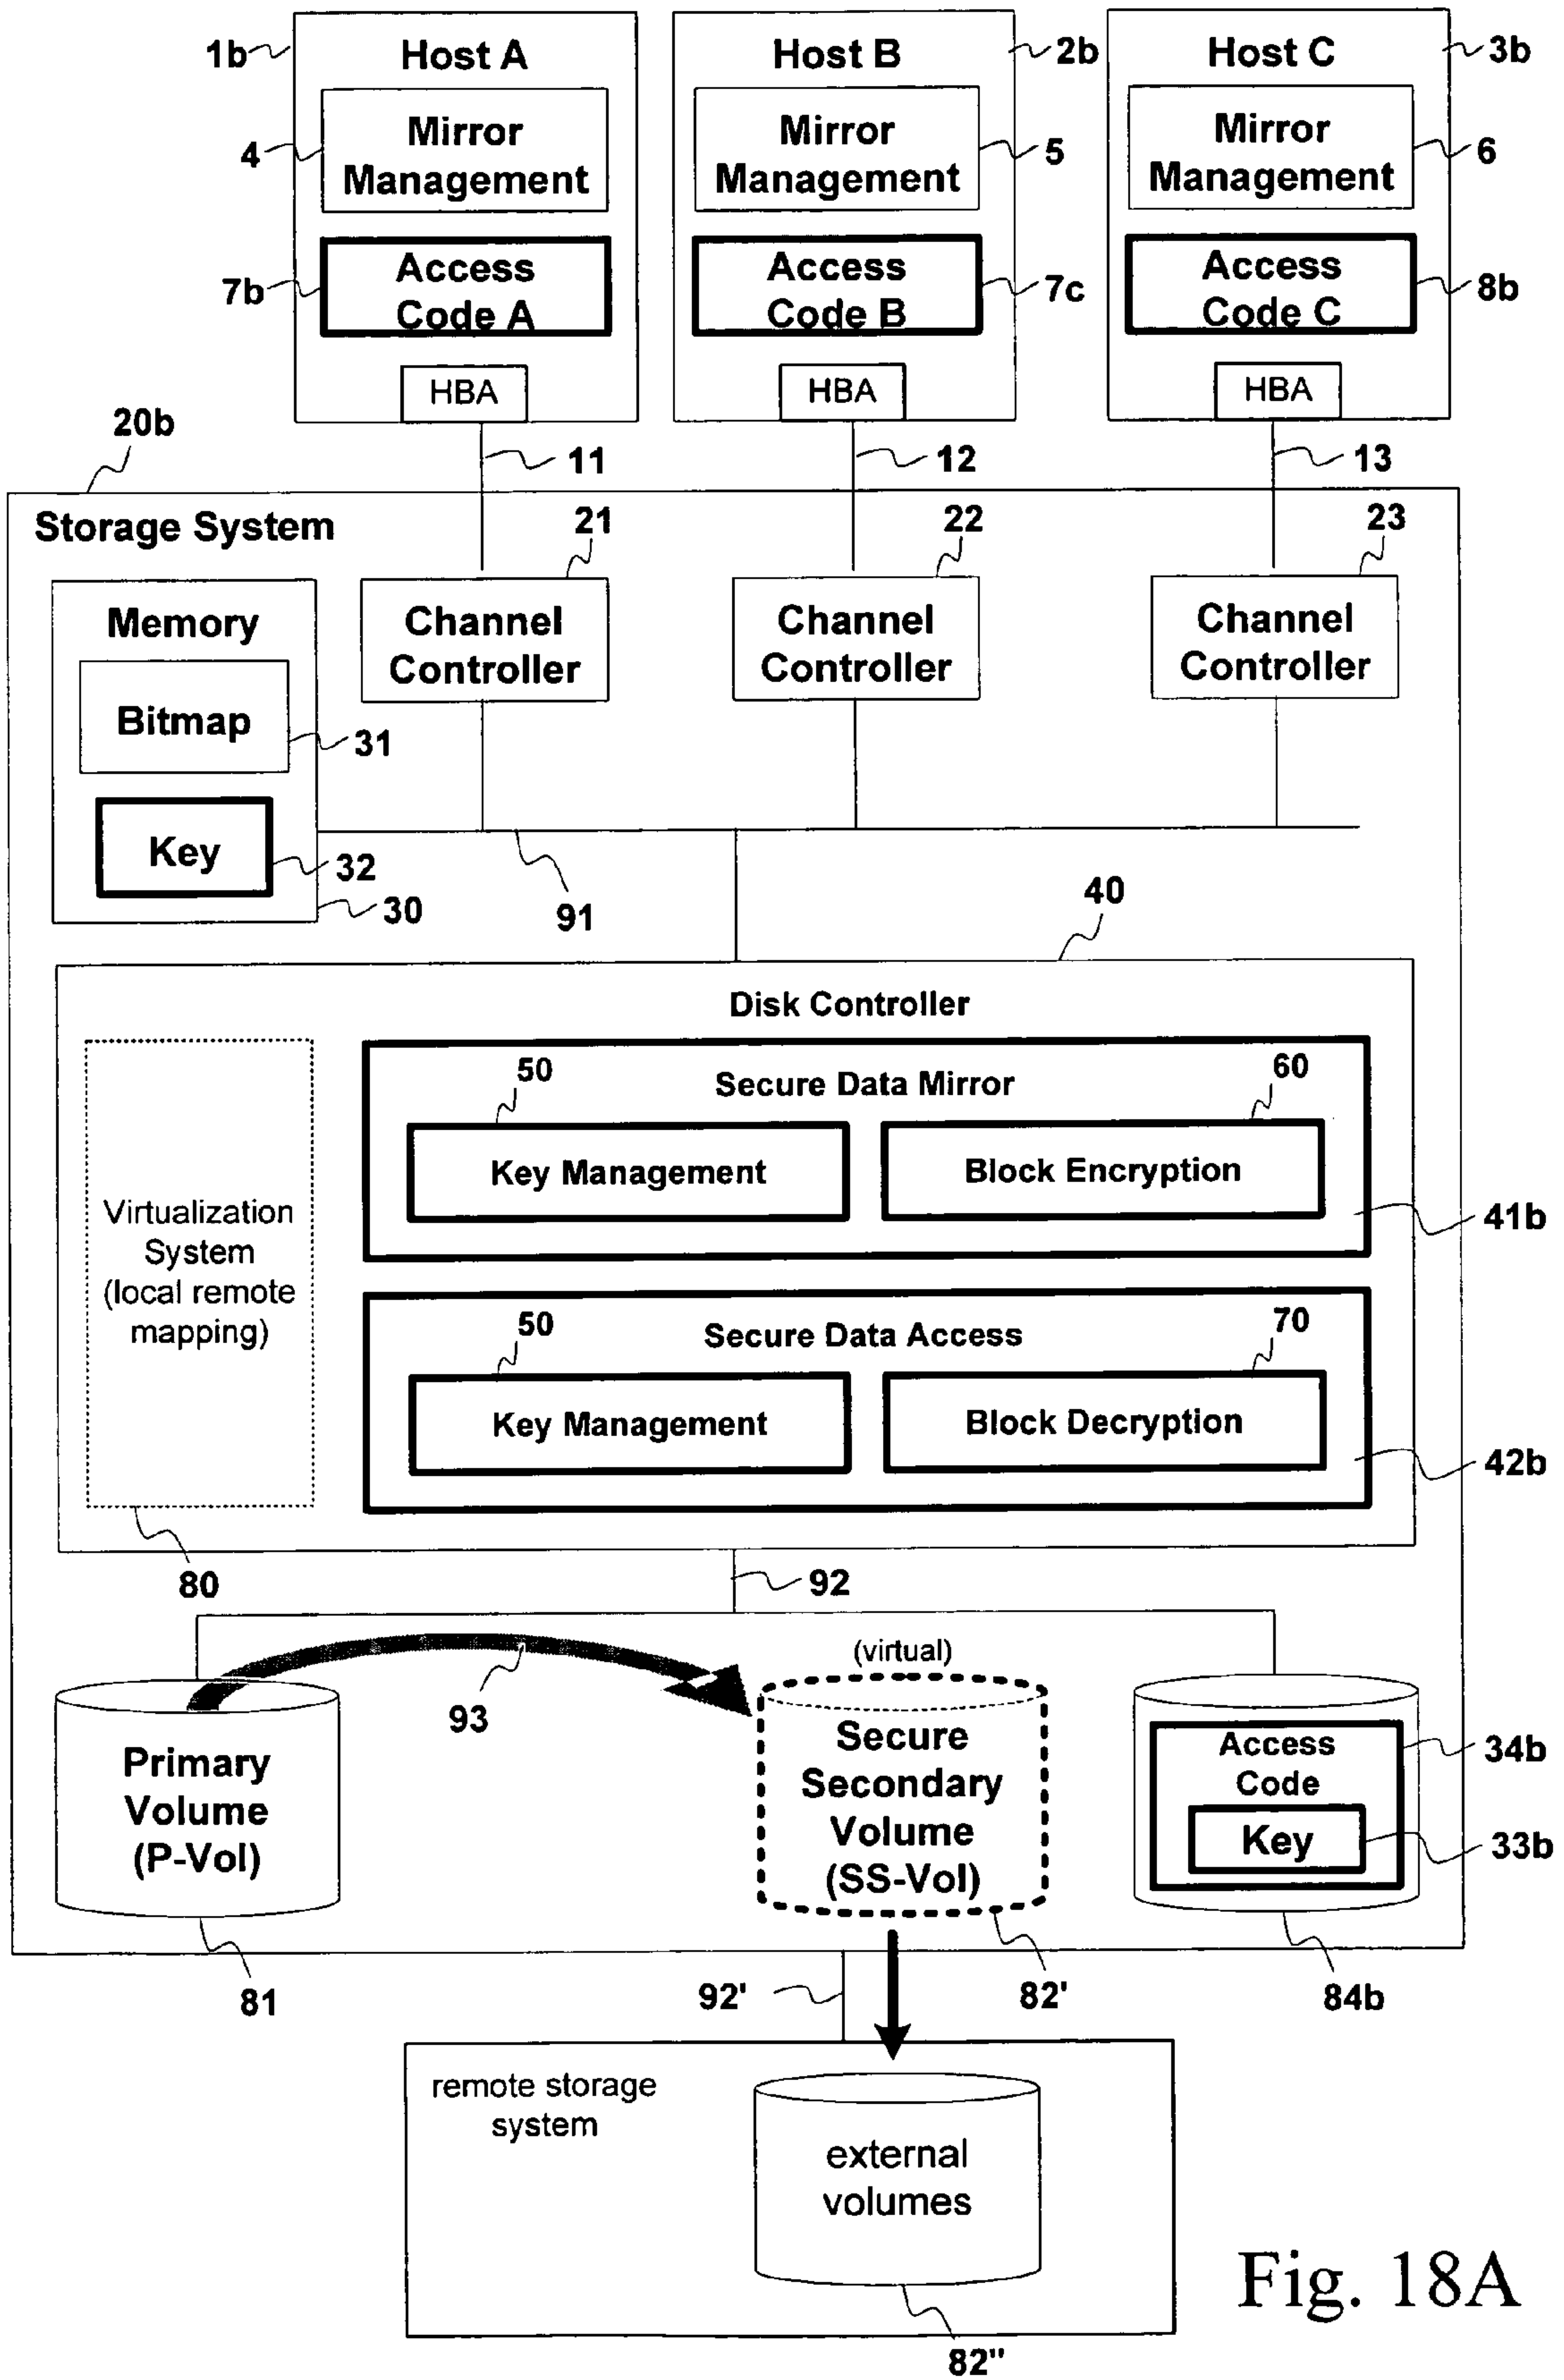 1b
Host A
Host B
2b
Host C
3b
4
Mirror
Management
Mirror
Management
5
Mirror
Management
6
7b
Access
Code A
Access
Code B
7c
Access
Code C
8b
HBA
HBA
HBA
20b
11
12
13
Storage System
21
22
23
Memory
Channel
Controller
Channel
Controller
Channel
Controller
Bitmap
31
Key
32
30
91
40
Disk Controller
50
Secure Data Mirror
60
Key Management
Block Encryption
41b
Virtualization
System
(local remote
mapping)
50
Secure Data Access
70
Key Management
Block Decryption
42b
80
92
(virtual)
93
Primary
Volume
(P-Vol)
Secure
Secondary
Volume
(SS-Vol)
Access
Code
34b
Key
33b
81
92'
82'
84b
remote storage
system
external
volumes
82"
Fig. 18A